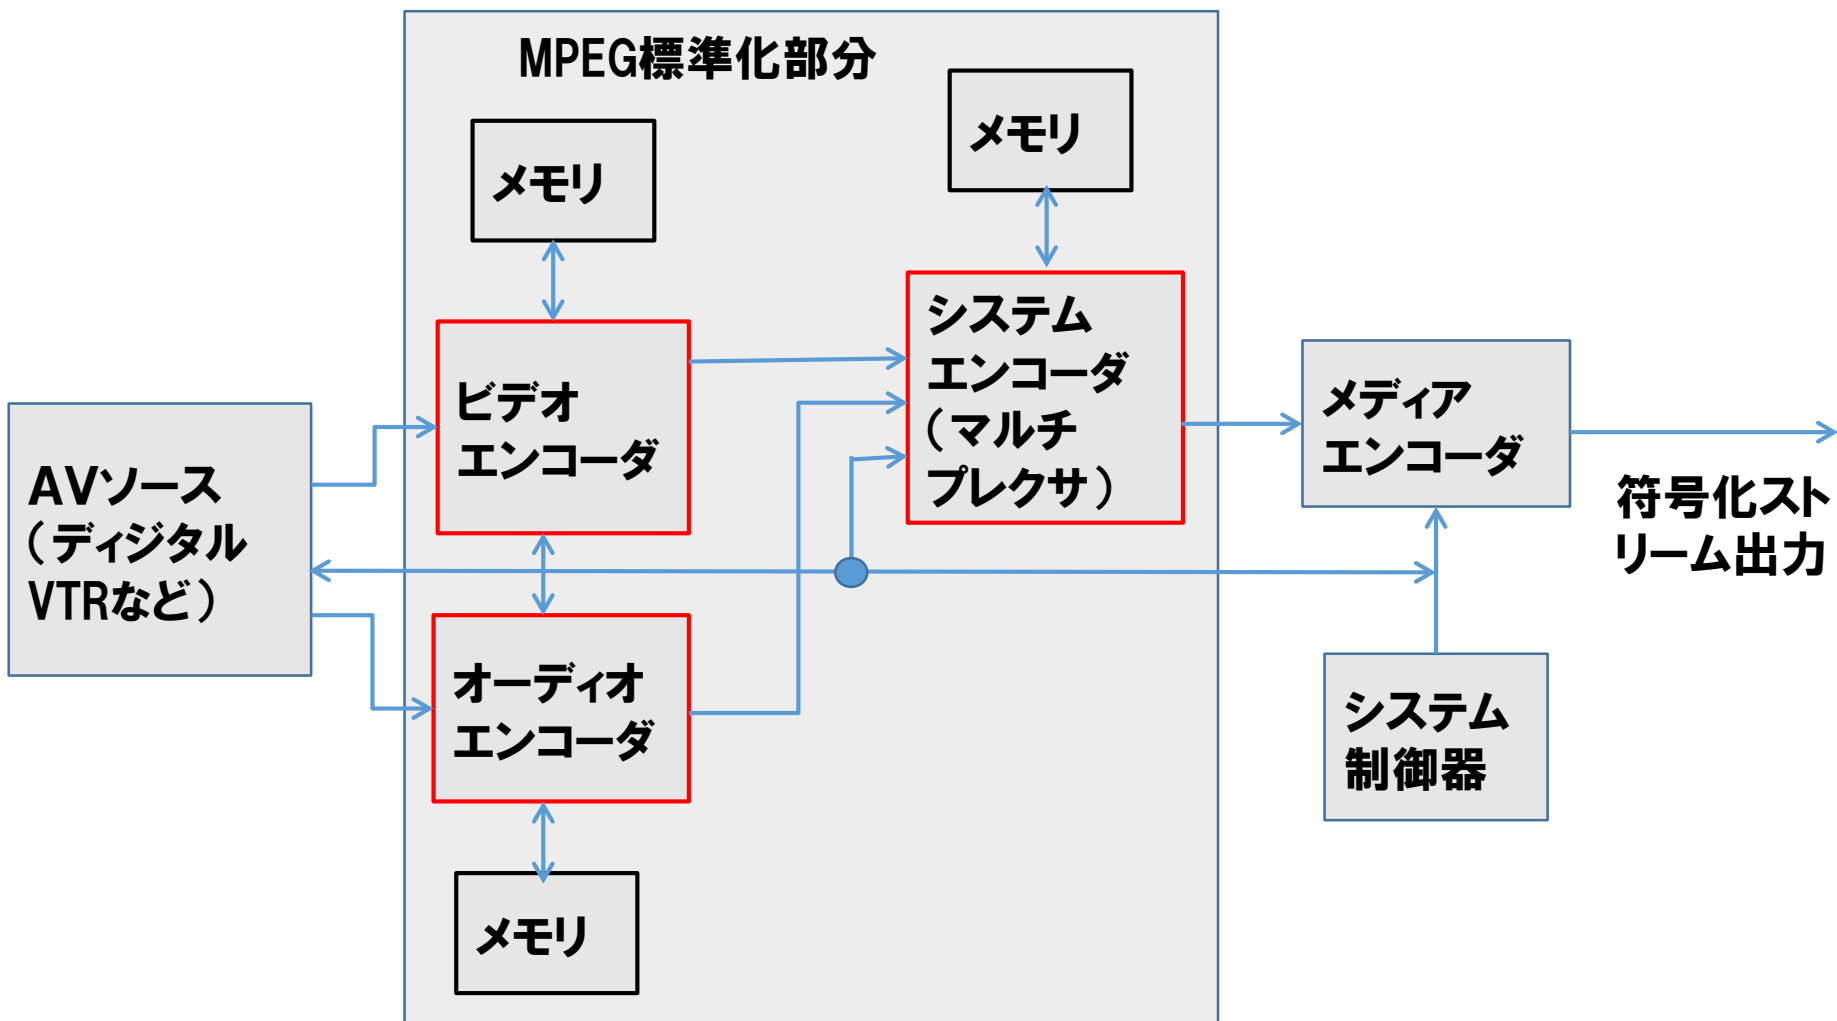 MPEG標準化部分
メモリ
メモリ
システム
エンコーダ
（マルチ
プレクサ）
ビデオ
エンコーダ
メディア
エンコーダ
AVソース
（ディジタル
VTRなど）
符号化スト
リーム出力
オーディオ
エンコーダ
システム
制御器
メモリ